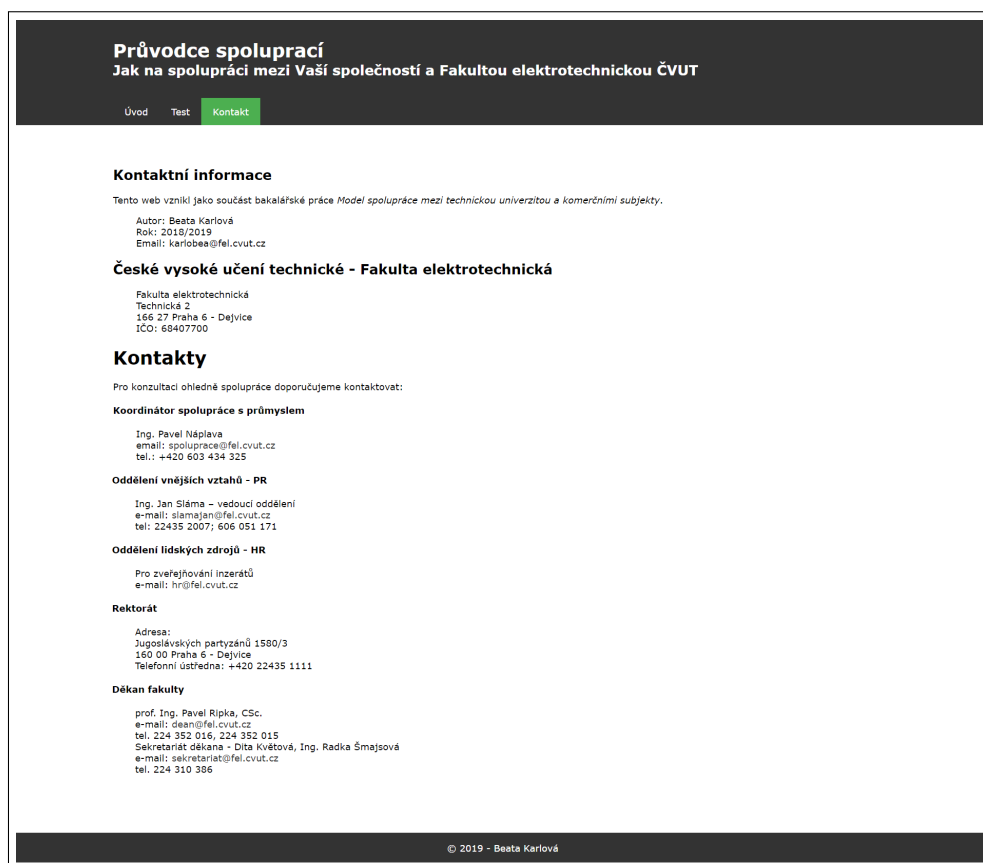 Průvodce spoluprací
Jak na spolupráci mezi Vaší společností a Fakultou elektrotechnickou ČVUT
Úvod Test Kontakt
Kontaktní informace
Tento web vznikl jako součást bakalářské práce Model spolupráce mezi technickou univerzitou a komerčními subjekty.
Autor: Beata Karlová
Rok: 2018/2019
Email: karlobea@fel.cvut.cz
České vysoké učení technické - Fakulta elektrotechnická
Fakulta elektrotechnická
Technická 2
166 27 Praha 6 - Dejvice
IČO: 68407700
Kontakty
Pro konzultaci ohledně spolupráce doporučujeme kontaktovat:
Koordinátor spolupráce s průmyslem
Ing. Pavel Náplava
email: spoluprace@fel.cvut.cz
tel.: +420 603 434 325
Oddělení vnějších vztahů - PR
Ing. Jan Sláma – vedoucí oddělení
e-mail: slamajan@fel.cvut.cz
tel: 22435 2007; 606 051 171
Oddělení lidských zdrojů - HR
Pro zveřejňování inzerátů
e-mail: hr@fel.cvut.cz
Rektorát
Adresa:
Jugoslávských partyzánů 1580/3
160 00 Praha 6 - Dejvice
Telefonní ústředna: +420 22435 1111
Děkan fakulty
prof. Ing. Pavel Ripka, CSc.
e-mail: dean@fel.cvut.cz
tel. 224 352 016, 224 352 015
Sekretariát děkana - Dita Květová, Ing. Radka Šmajsová
e-mail: sekretariat@fel.cvut.cz
tel. 224 310 386
© 2019 - Beata Karlová